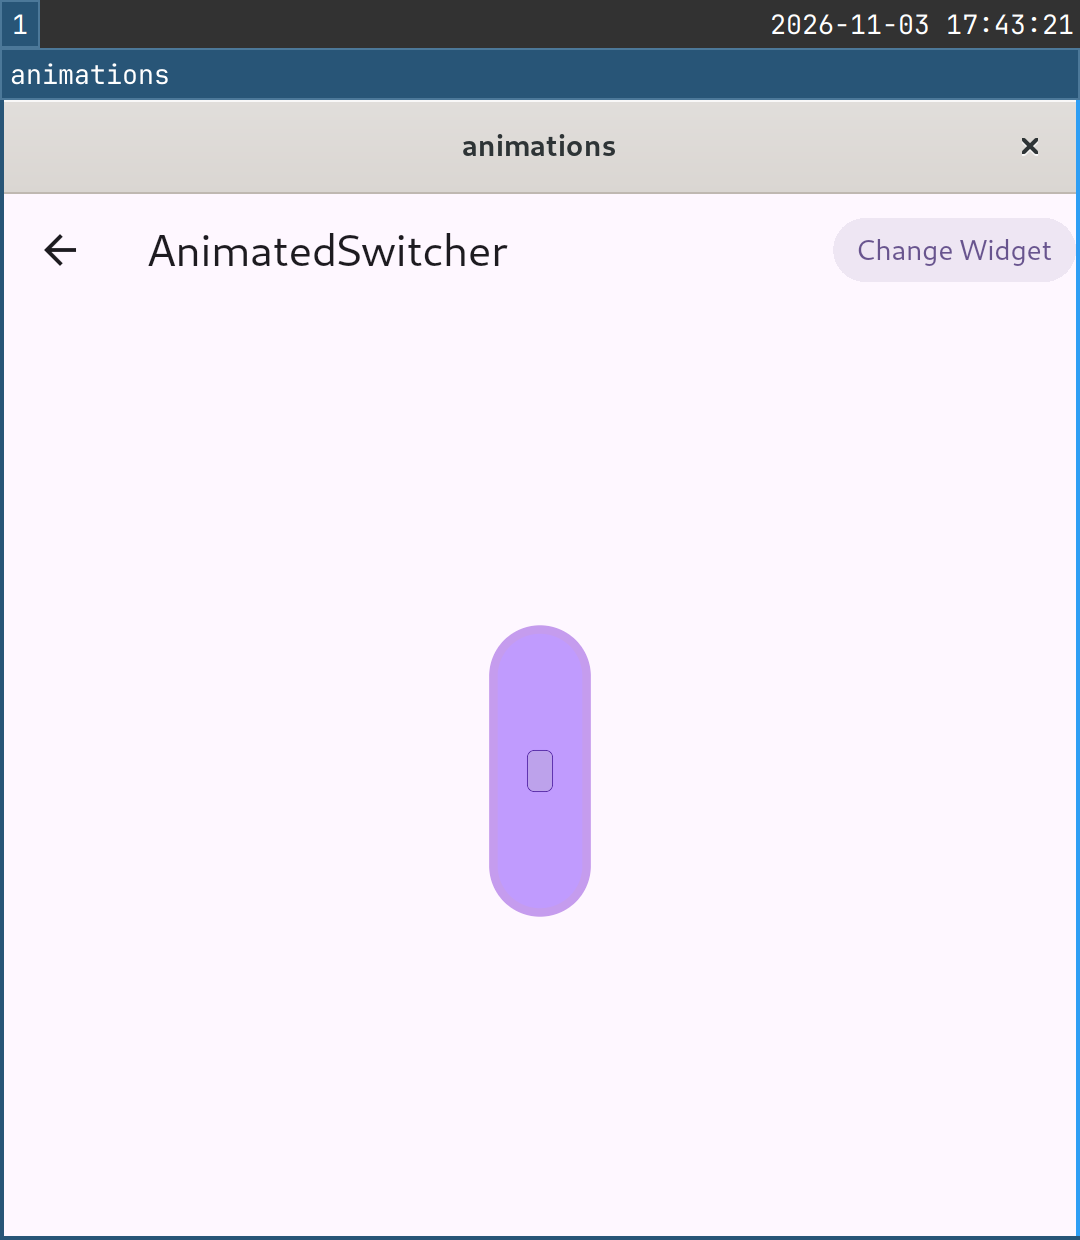 1
2026-11-03 17:43:21
animations
animations
AnimatedSwitcher
Change Widget